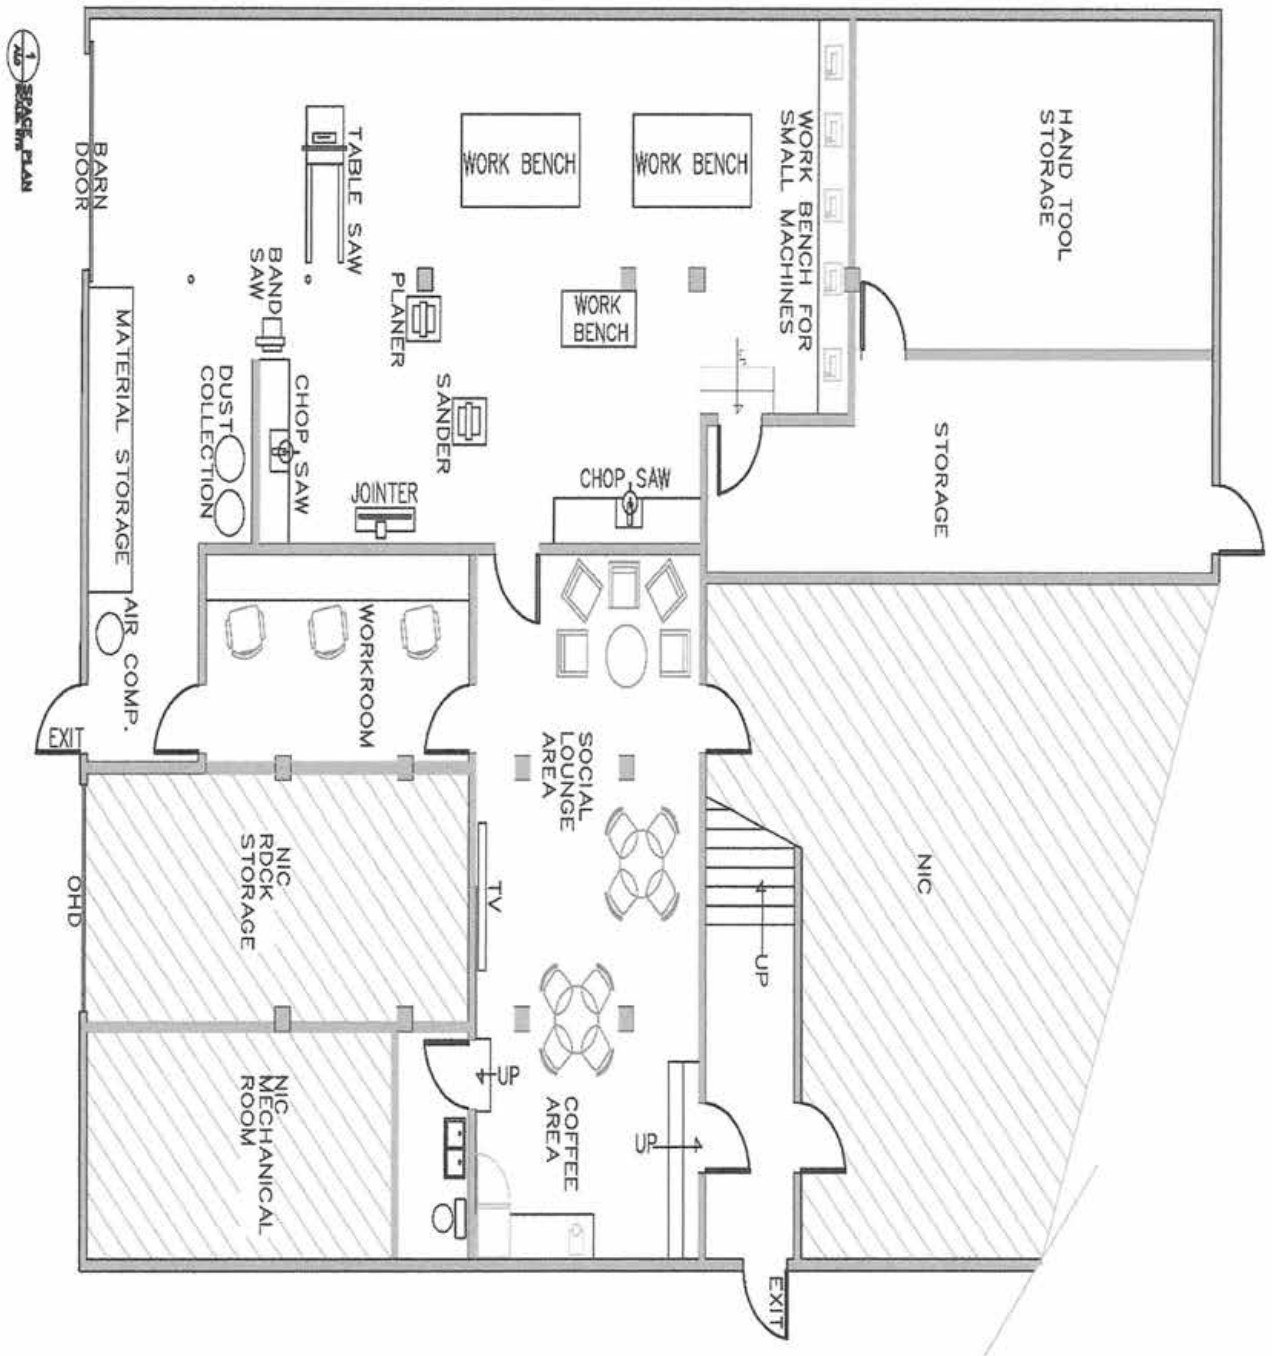 1
SPACE PLAN
BARN
DOOR
TABLE SAW
WORK BENCH
WORK BENCH
WORK BENCH FOR
SMALL MACHINES
HAND TOOL
STORAGE
BAND
SAW
PLANER
WORK
BENCH
MATERIAL STORAGE
DUST
COLLECTION
CHOP SAW
SANDER
JOINTER
CHOP SAW
STORAGE
AIR COMP.
WORKROOM
EXIT
SOCIAL
LOUNGE
AREA
NIC
RDCK
STORAGE
OHD
TV
NIC
UP
UP
NIC
MECHANICAL
ROOM
COFFEE
AREA
UP
EXIT